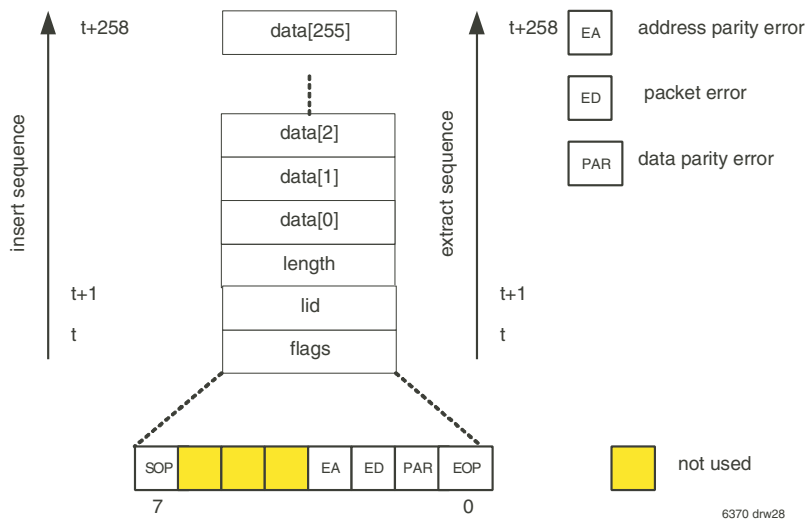 t+258
data[255]
t+258
EA
address parity error
ED
packet error
PAR
data parity error
insert sequence
extract sequence
data[2]
data[1]
data[0]
length
t+1
lid
t+1
t
flags
t
SOP
EA
ED
PAR
EOP
not used
7
0
6370 drw28